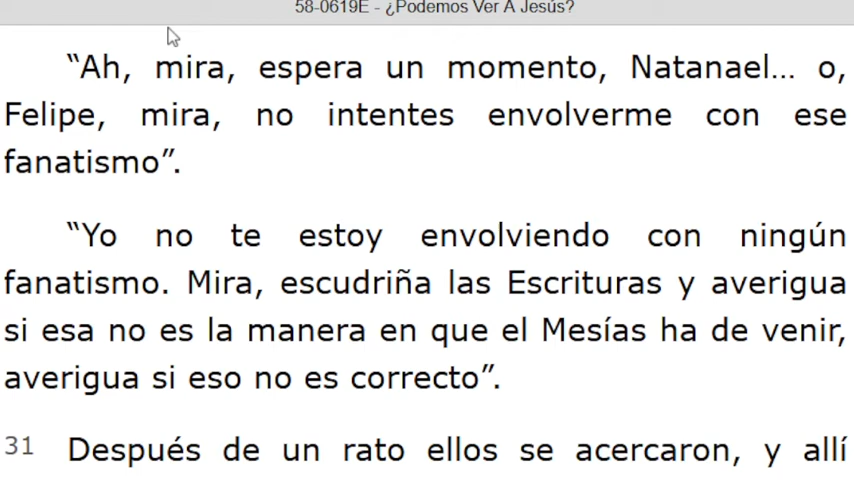 58-0619E - ¿Podemos Ver A Jesús?
“Ah, mira, espera un momento, Natanael... o,
Felipe, mira, no intentes envolverme con ese
fanatismo”.
“Yo no te estoy envolviendo con ningún
fanatismo. Mira, escudriña las Escrituras y averigua
si esa no es la manera en que el Mesías ha de venir,
averigua si eso no es correcto”.
31 Después de un rato ellos se acercaron, y allí